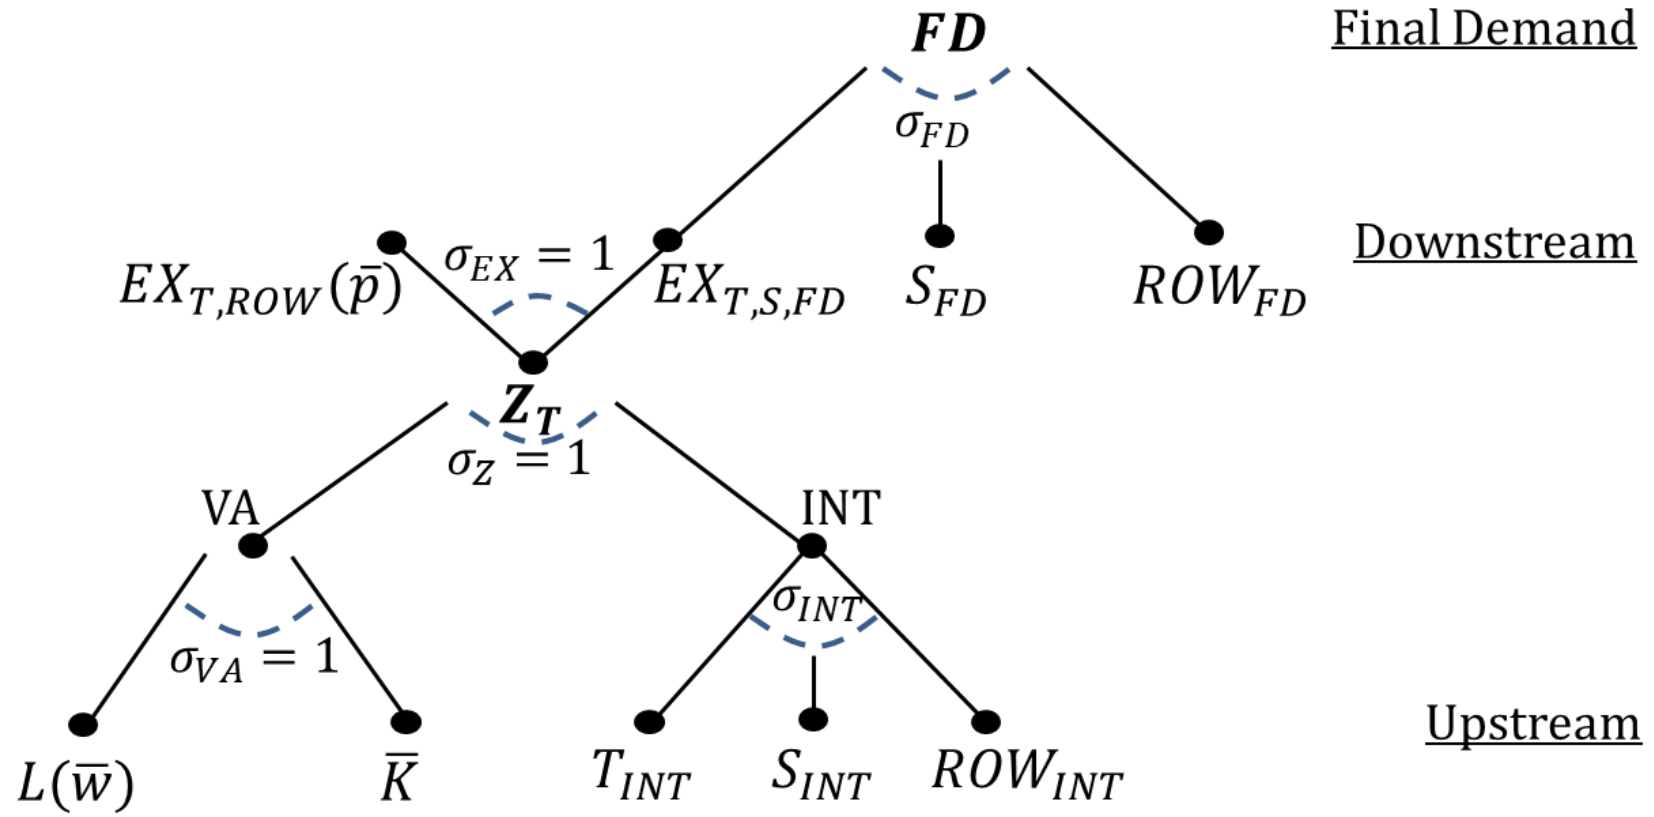 FD
Final Demand
σ_FD
σ_EX = 1
Downstream
EX_T,ROW(p̄)
EX_T,S,FD
S_FD
ROW_FD
Z_T
σ_Z = 1
VA
INT
σ_INT
σ_VA = 1
Upstream
L(w̄)
K̄
T_INT
S_INT
ROW_INT